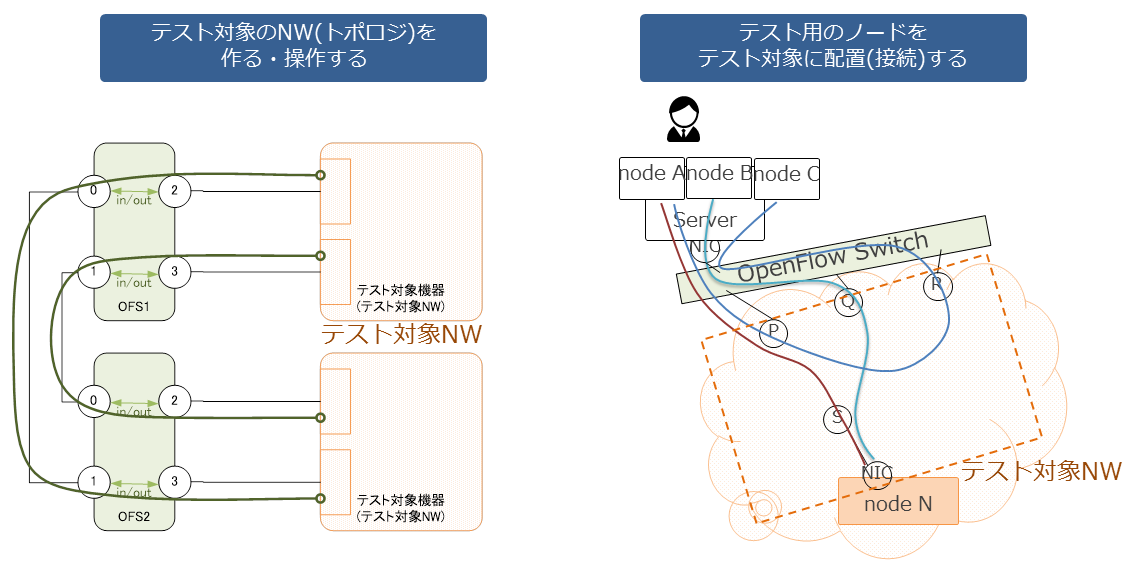 テスト対象のNW(トポロジ)を
作る・操作する
0
in/out
2
1
in/out
3
OFS1
テスト対象機器
(テスト対象NW)
テスト対象NW
0
in/out
2
1
in/out
3
OFS2
テスト対象機器
(テスト対象NW)
テスト用のノードを
テスト対象に配置(接続)する
node A
node B
node C
Server
NIC
OpenFlow Switch
P
Q
R
S
NIC
テスト対象NW
node N